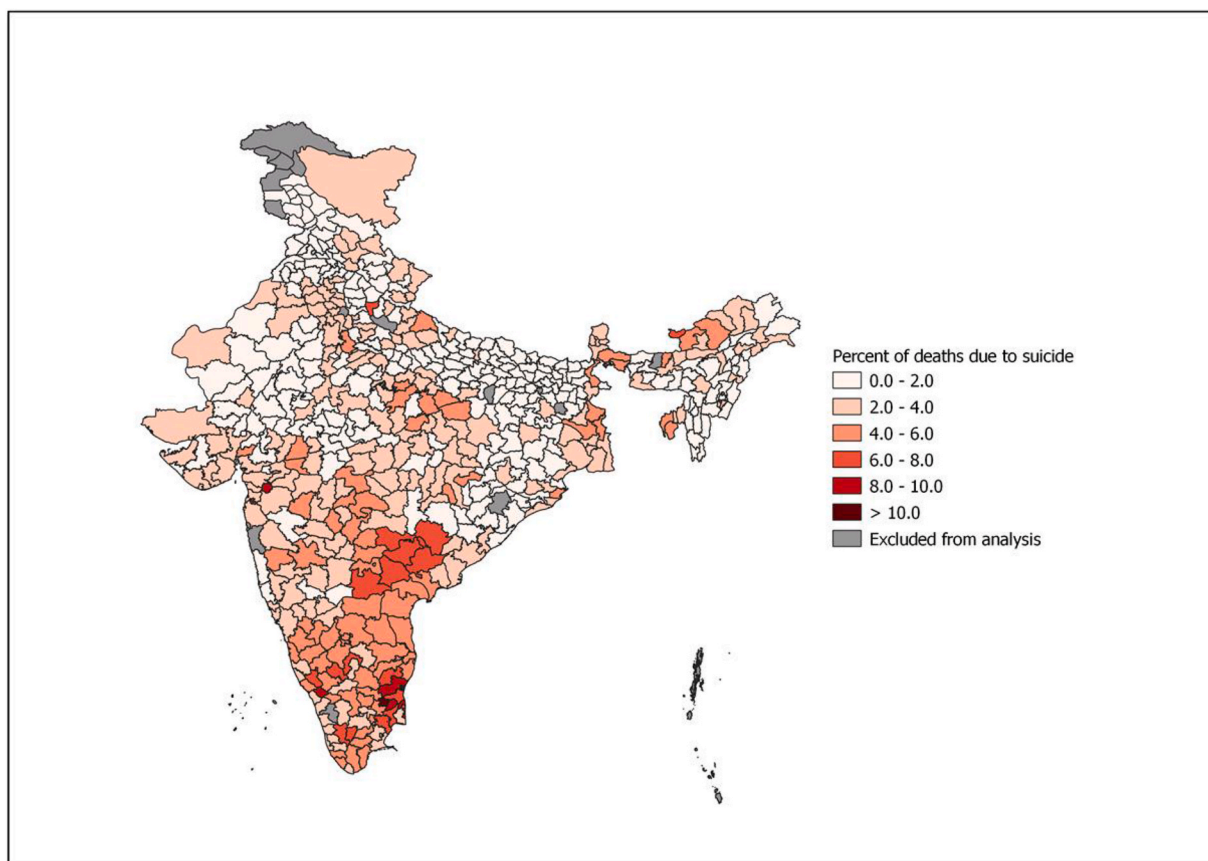 Percent of deaths due to suicide
0.0 - 2.0
2.0 - 4.0
4.0 - 6.0
6.0 - 8.0
8.0 - 10.0
> 10.0
Excluded from analysis